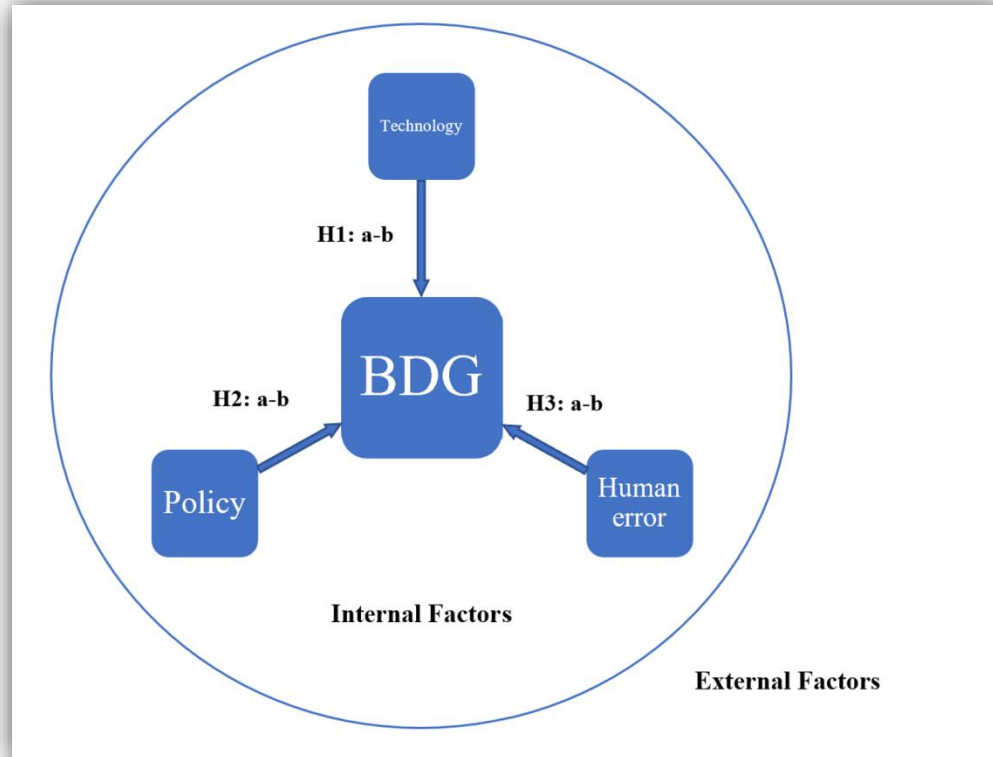 Technology
H1: a-b
BDG
H2: a-b
H3: a-b
Policy
Human
error
Internal Factors
External Factors